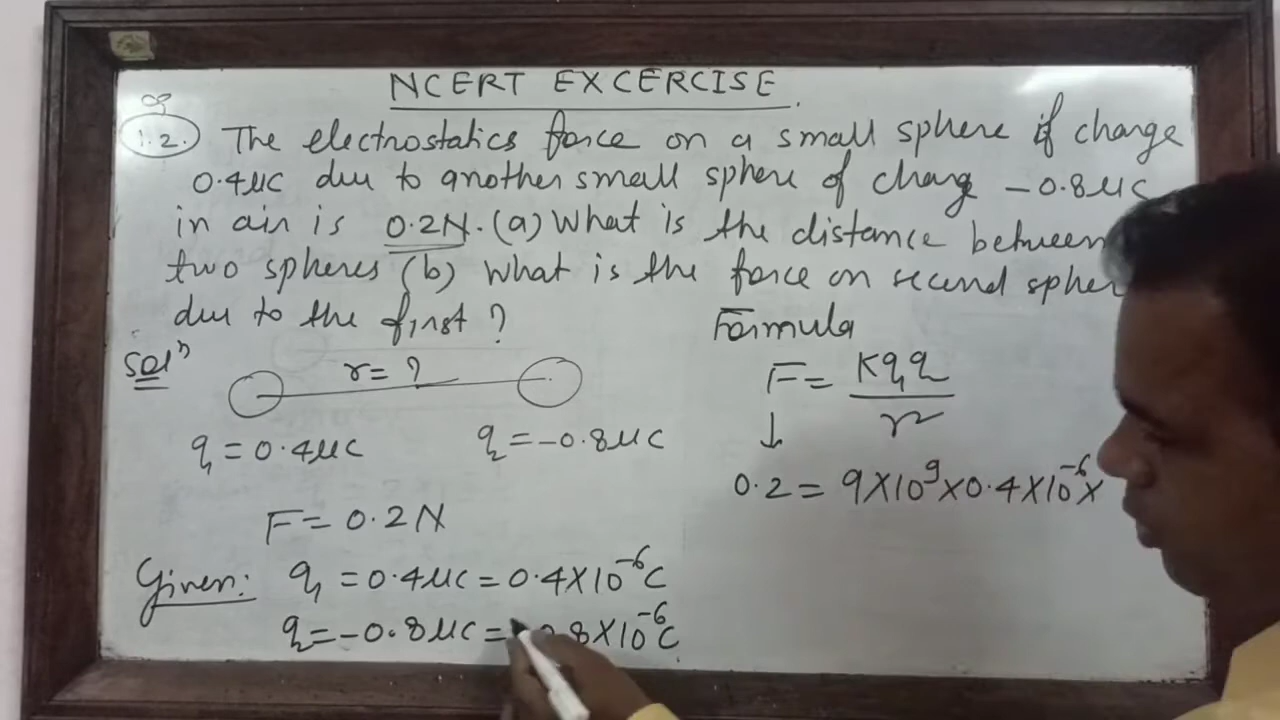 NCERT EXCERCISE.
Q
1.2. The electrostatics force on a small sphere of charge
0.4μC due to another small sphere of charg -0.8μC
in air is 0.2N. (a) What is the distance between
two spheres (b) What is the force on second spher
due to the first?
Solⁿ
r = ?
q₁ = 0.4μC q₂ = -0.8μC
F = 0.2N
Given: q₁ = 0.4μC = 0.4×10⁻⁶C
q₂ = -0.8μC = 0.8×10⁻⁶C
Formula
F = Kq₁q₂/r²
↓
0.2 = 9×10⁹×0.4×10⁻⁶×